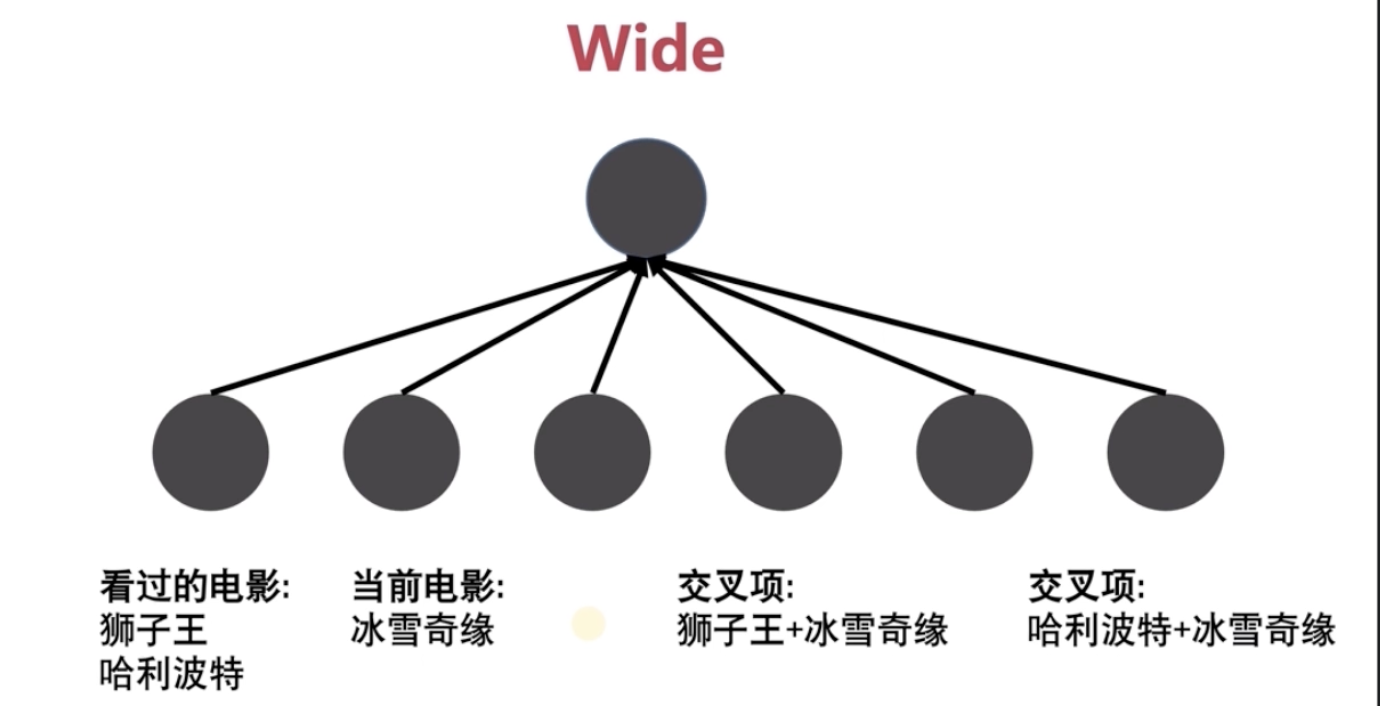 Wide
看过的电影:
狮子王
哈利波特
当前电影:
冰雪奇缘
交叉项:
狮子王+冰雪奇缘
交叉项:
哈利波特+冰雪奇缘